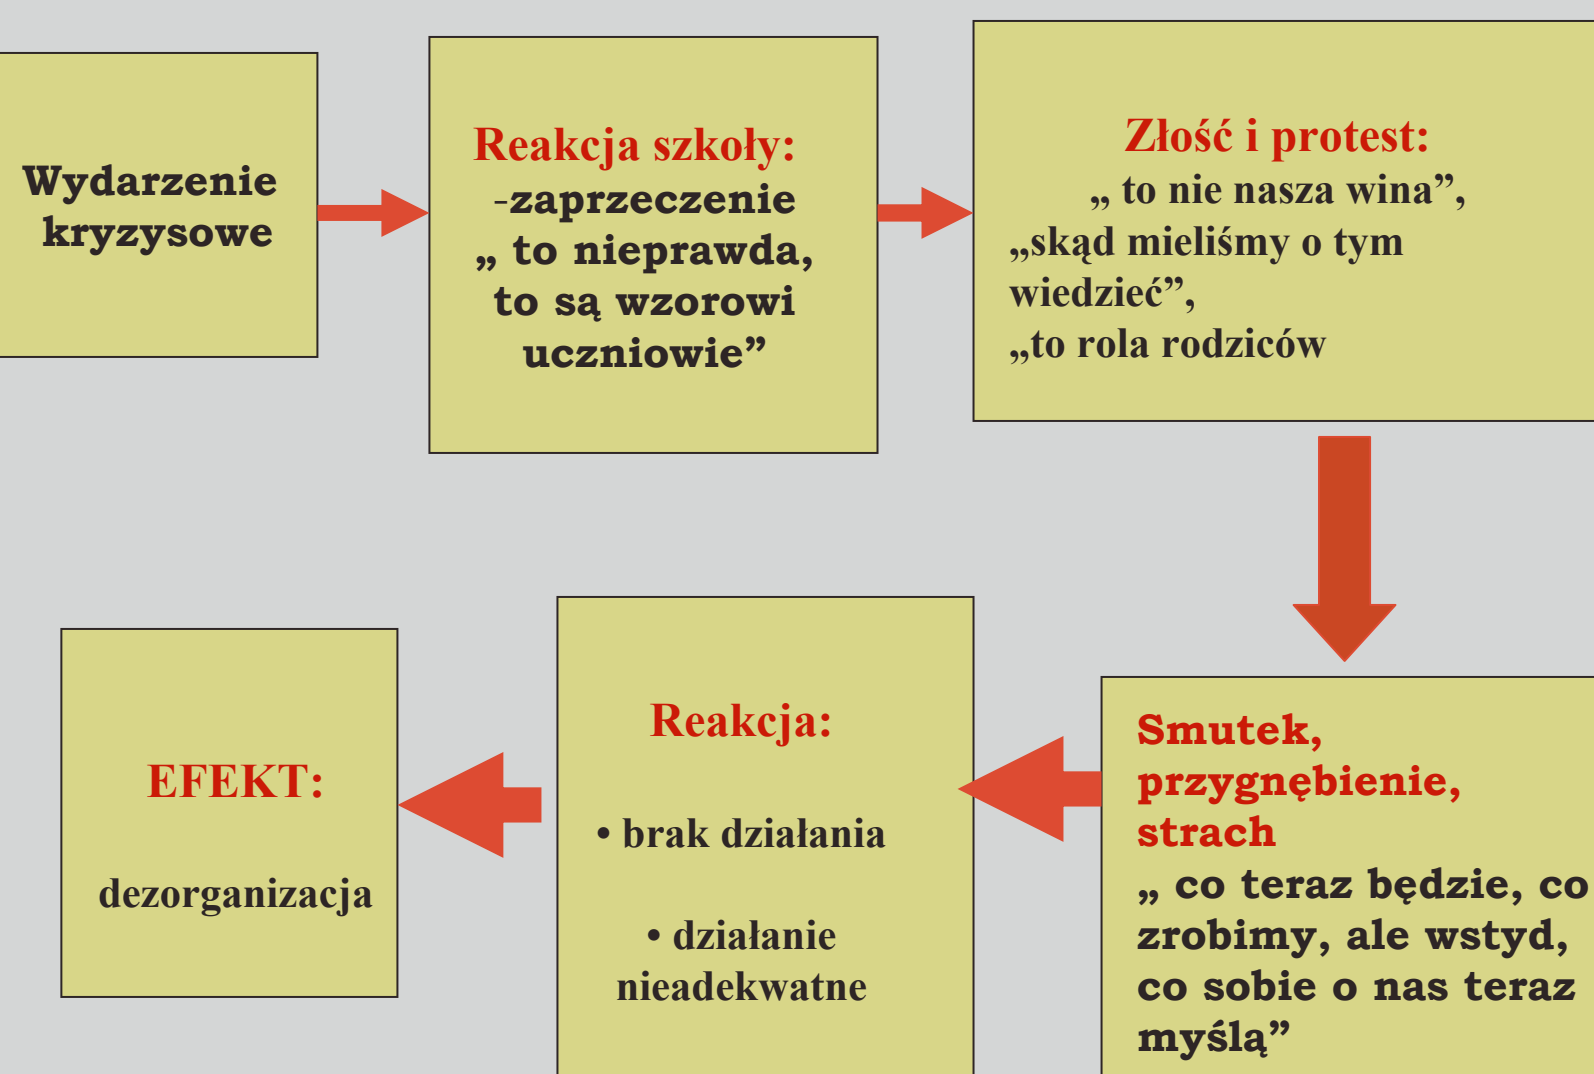 Wydarzenie
kryzysowe
Reakcja szkoły:
-zaprzeczenie
„ to nieprawda,
to są wzorowi
uczniowie”
Złość i protest:
„ to nie nasza wina”,
„skąd mieliśmy o tym
wiedzieć”,
„to rola rodziców
Smutek,
przygnębienie,
strach
„ co teraz będzie, co
zrobimy, ale wstyd,
co sobie o nas teraz
myślą”
Reakcja:
• brak działania
• działanie
nieadekwatne
EFEKT:
dezorganizacja